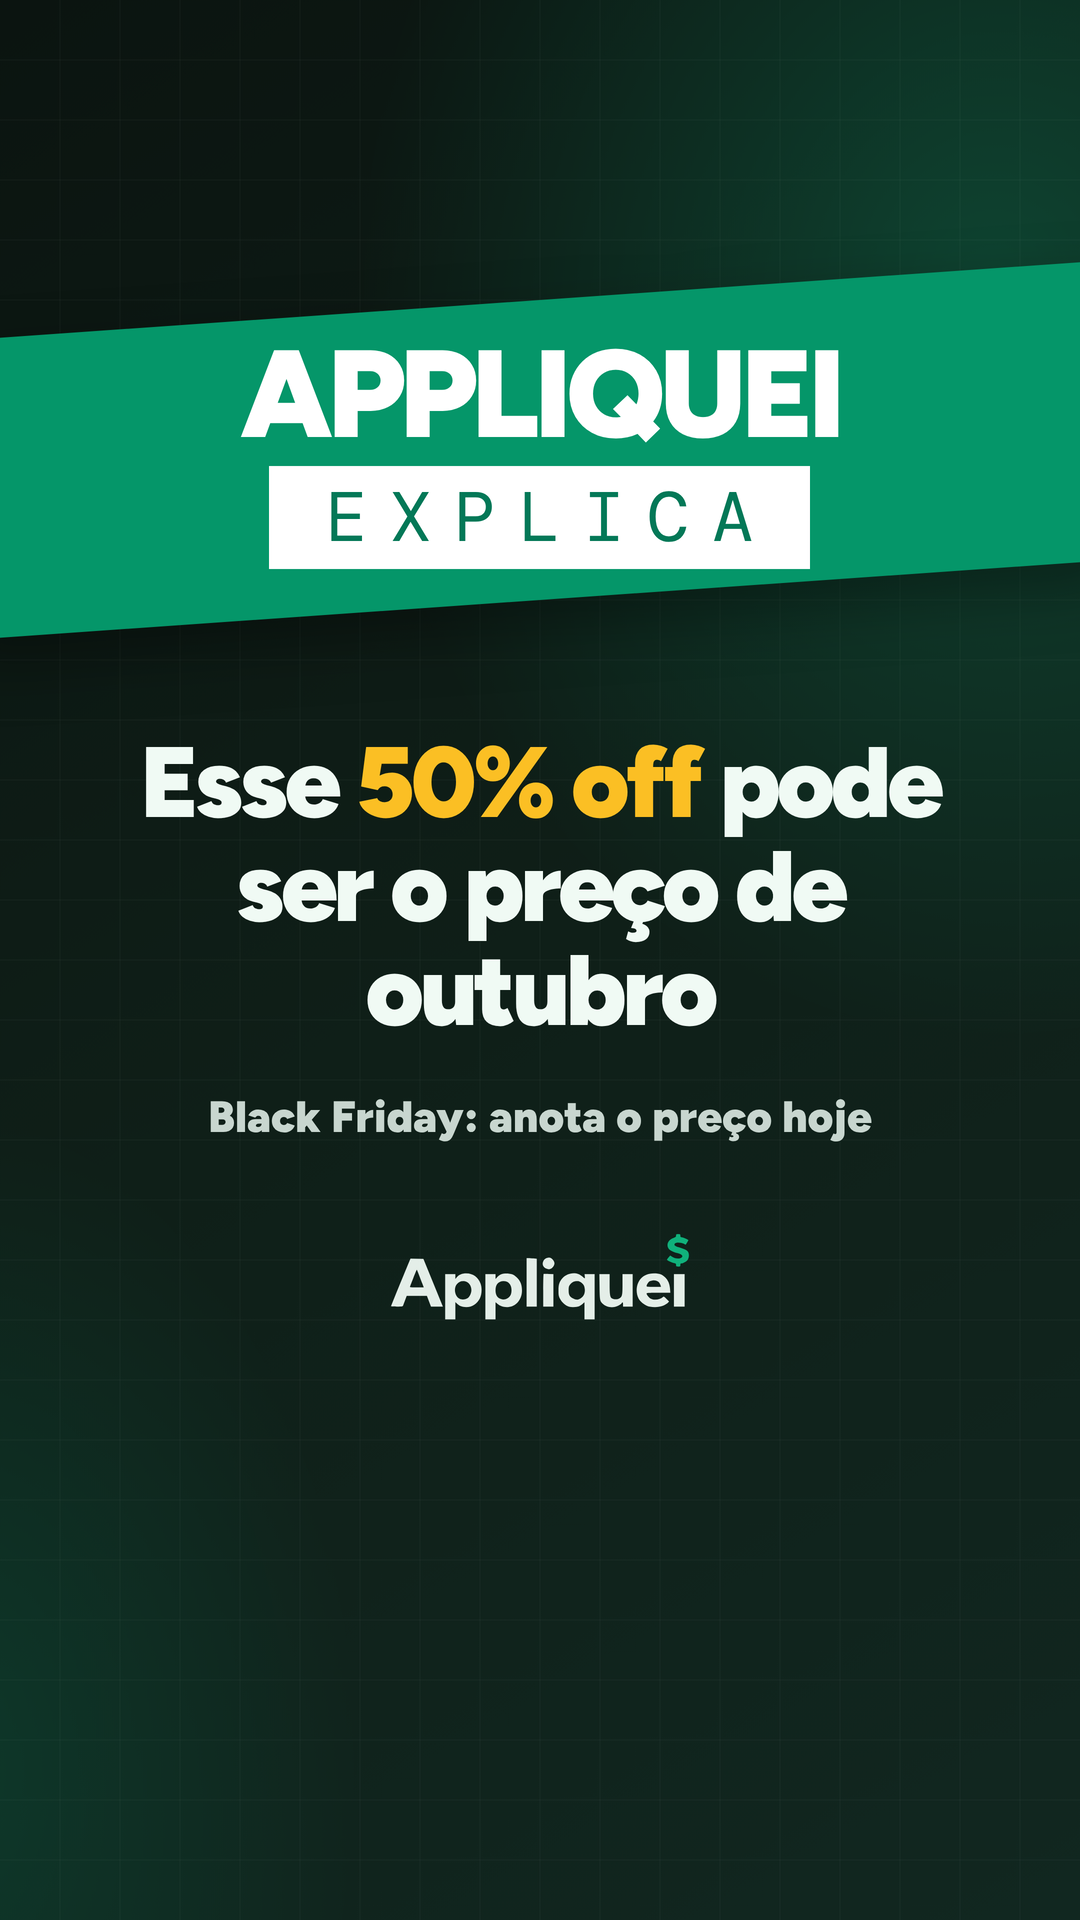 APPLIQUEI
EXPLICA
Esse 50% off pode
ser o preço de
outubro
Black Friday: anota o preço hoje
Appliquei
$